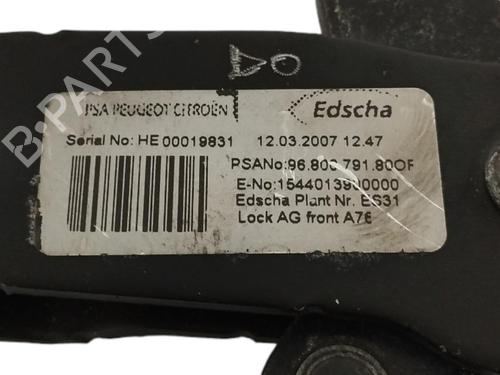 PSA PEUGEOT CITROËN
Edscha
Serial No: HE 00019831 12.03.2007 12.47
PSANo:96.800 791.80OF
E-No:1544013900000
Edscha Plant Nr. ES31
Lock AG front A76